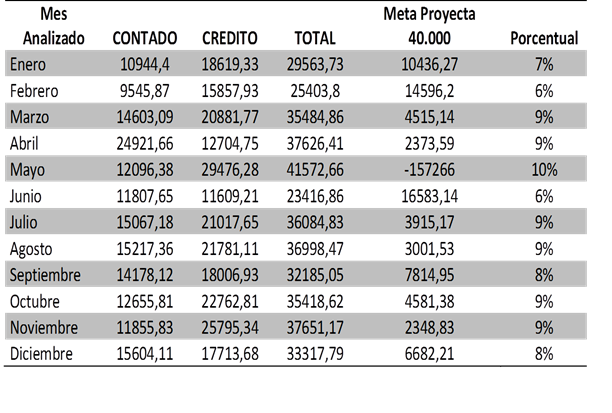 Mes Meta Proyecta
Analizado CONTADO CREDITO TOTAL 40.000 Porcentual
Enero 10944,4 18619,33 29563,73 10436,27 7%
Febrero 9545,87 15857,93 25403,8 14596,2 6%
Marzo 14603,09 20881,77 35484,86 4515,14 9%
Abril 24921,66 12704,75 37626,41 2373,59 9%
Mayo 12096,38 29476,28 41572,66 -157266 10%
Junio 11807,65 11609,21 23416,86 16583,14 6%
Julio 15067,18 21017,65 36084,83 3915,17 9%
Agosto 15217,36 21781,11 36998,47 3001,53 9%
Septiembre 14178,12 18006,93 32185,05 7814,95 8%
Octubre 12655,81 22762,81 35418,62 4581,38 9%
Noviembre 11855,83 25795,34 37651,17 2348,83 9%
Diciembre 15604,11 17713,68 33317,79 6682,21 8%